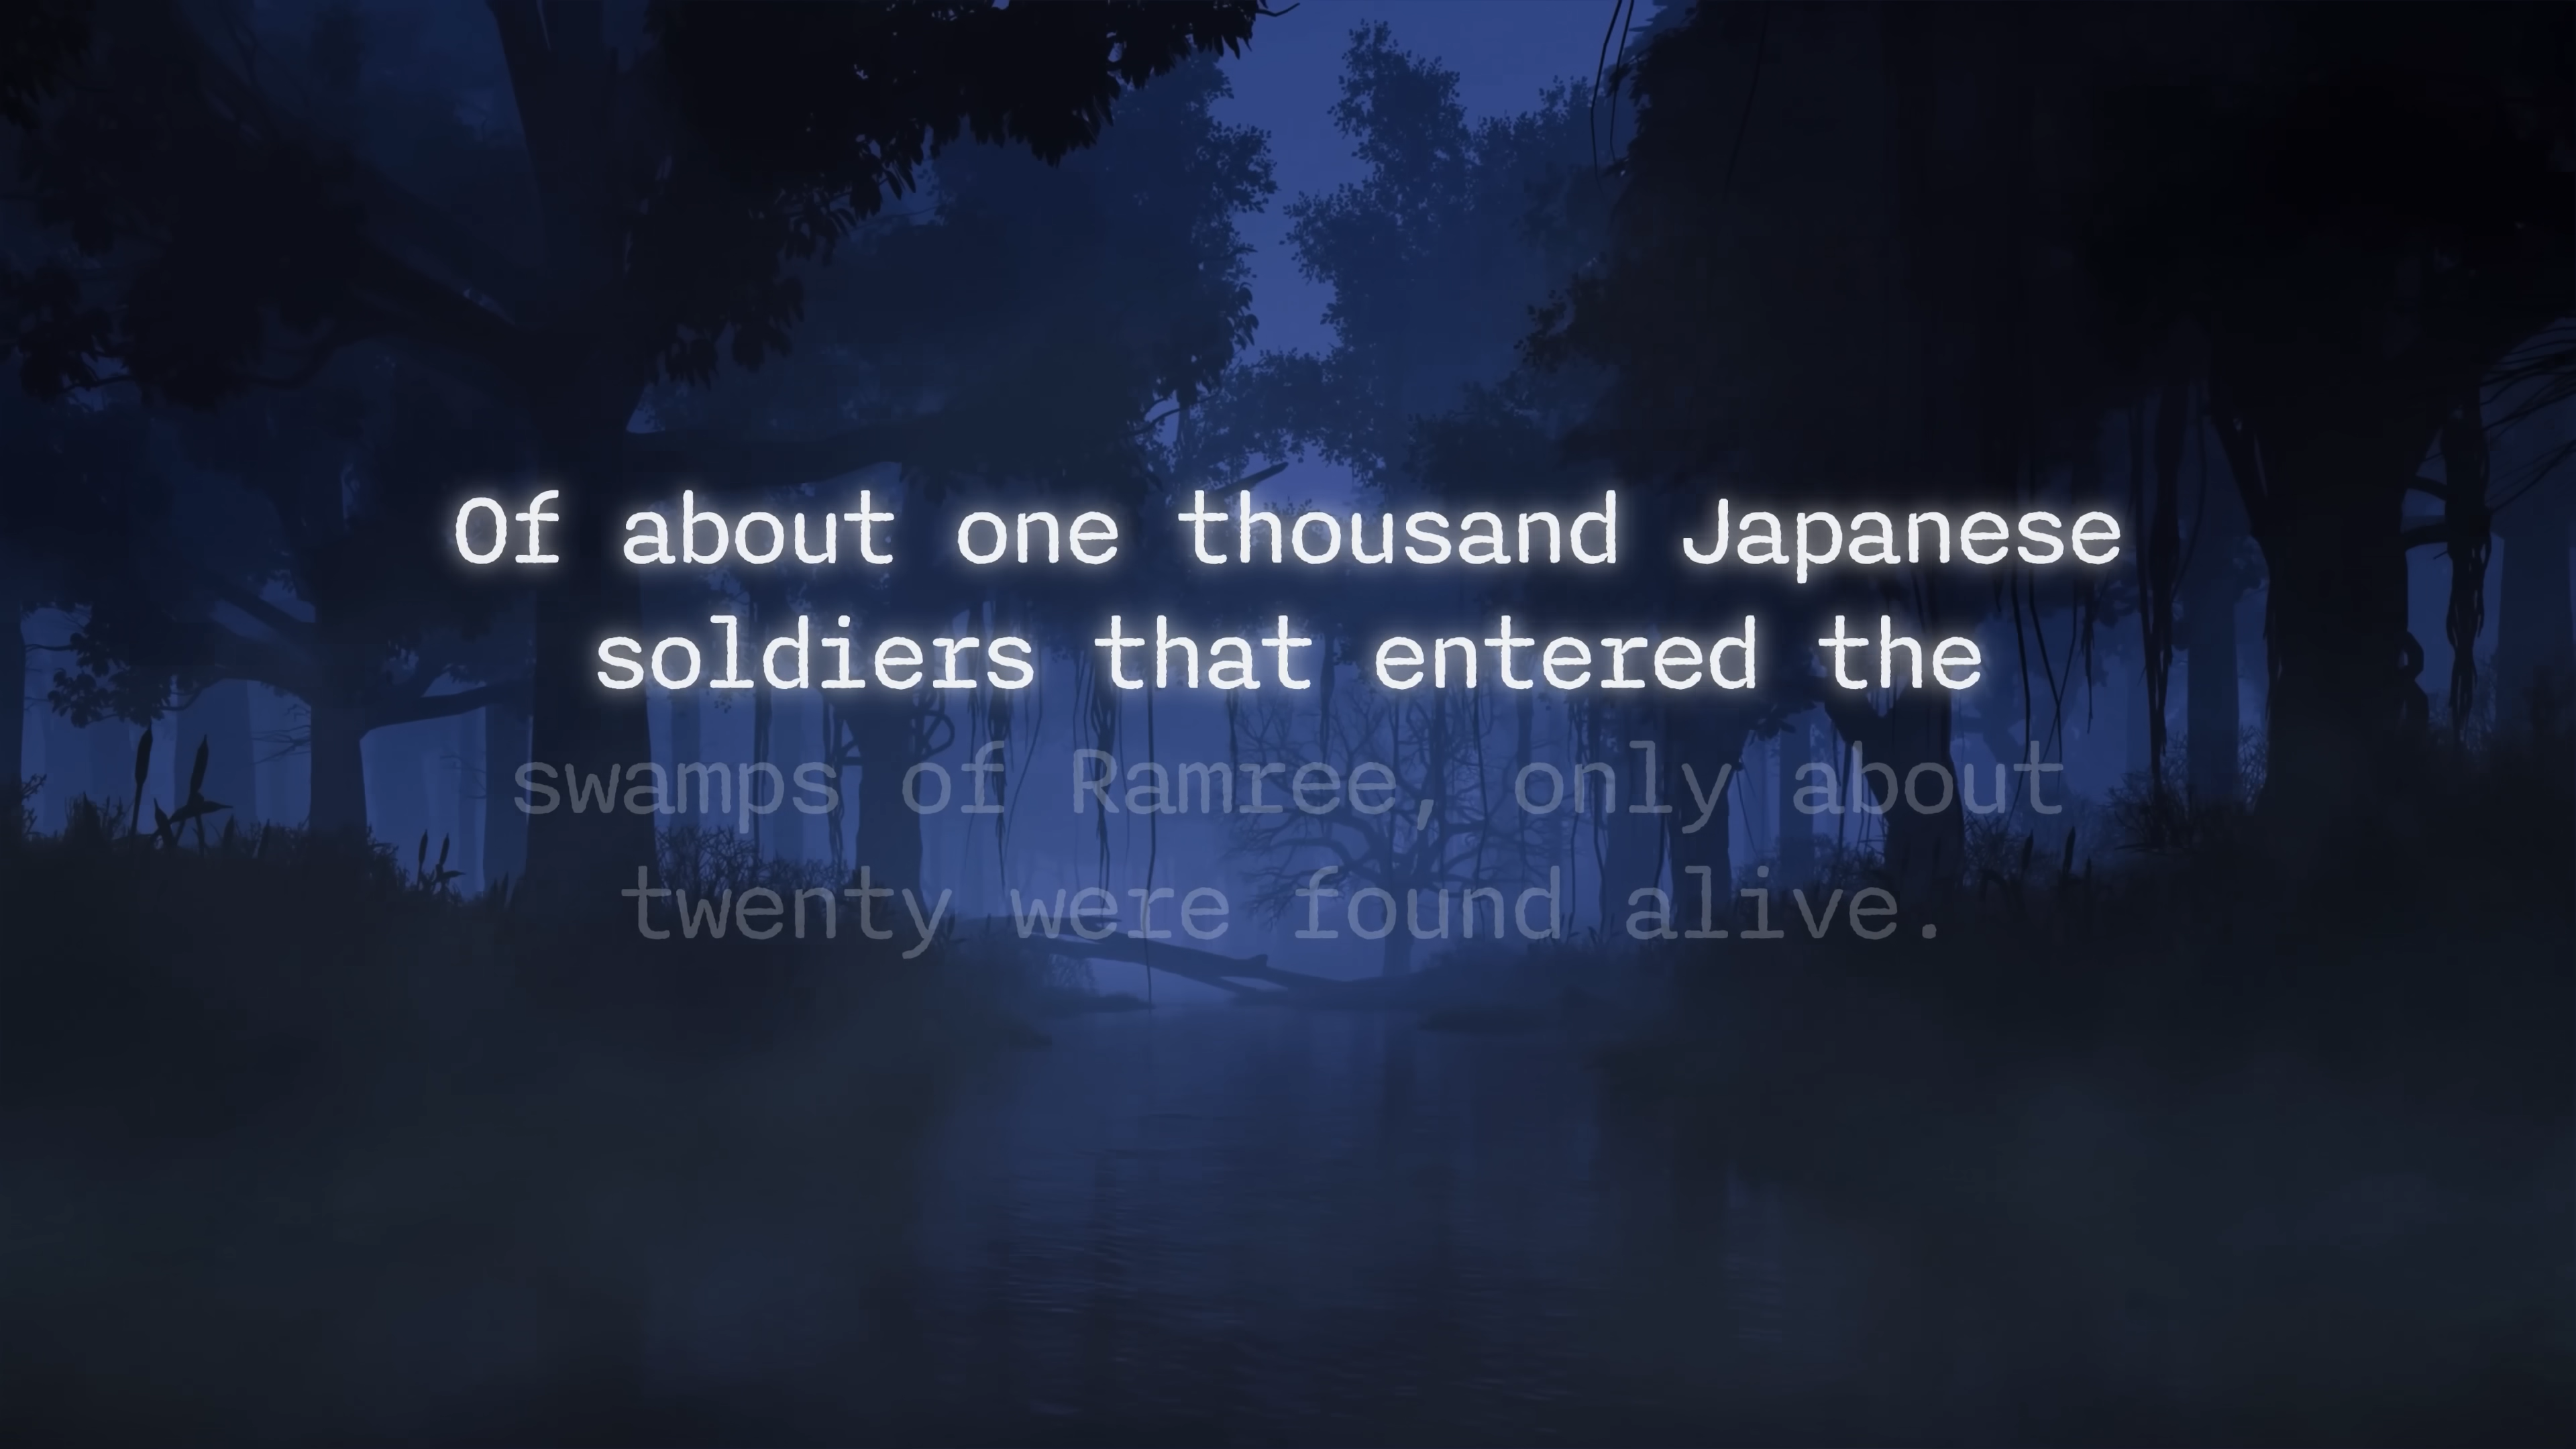 Of about one thousand Japanese
soldiers that entered the
swamps of Ramree, only about
twenty were found alive.